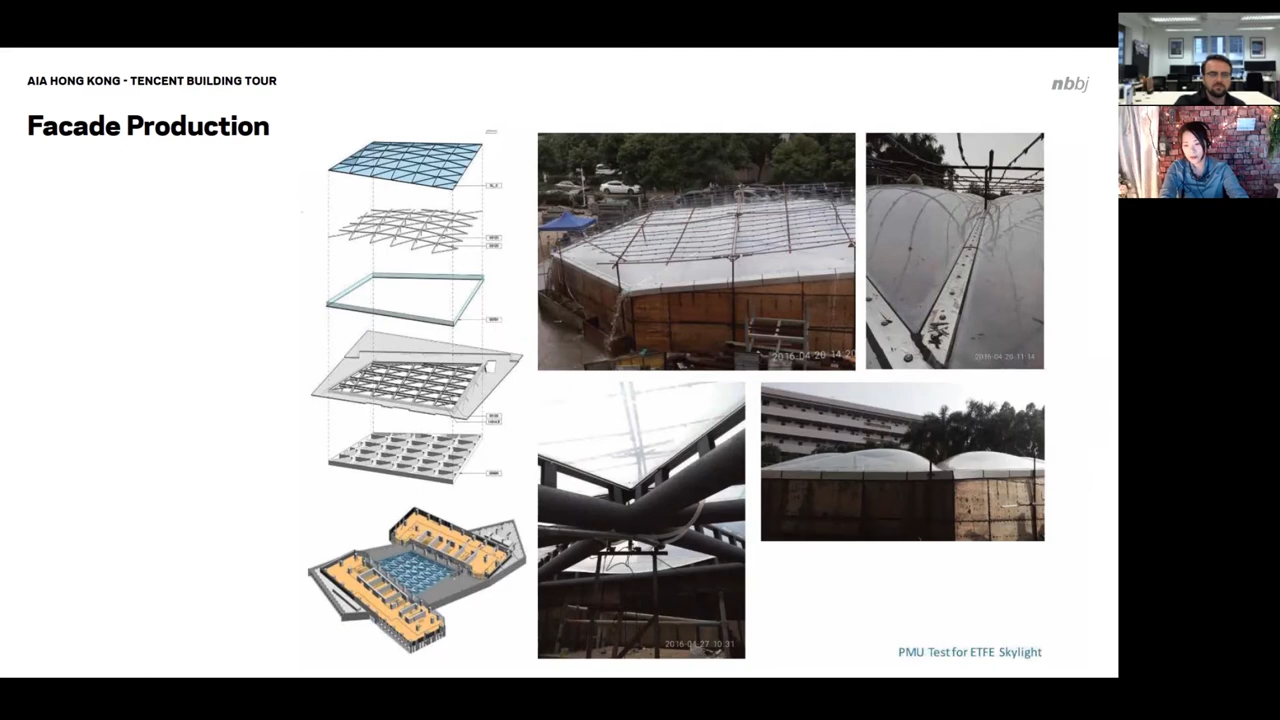 AIA HONG KONG - TENCENT BUILDING TOUR
nbbj
Facade Production
2016-04-20 14:20
2016-04-26 11:14
2016-04-27 10:31
PMU Test for ETFE Skylight